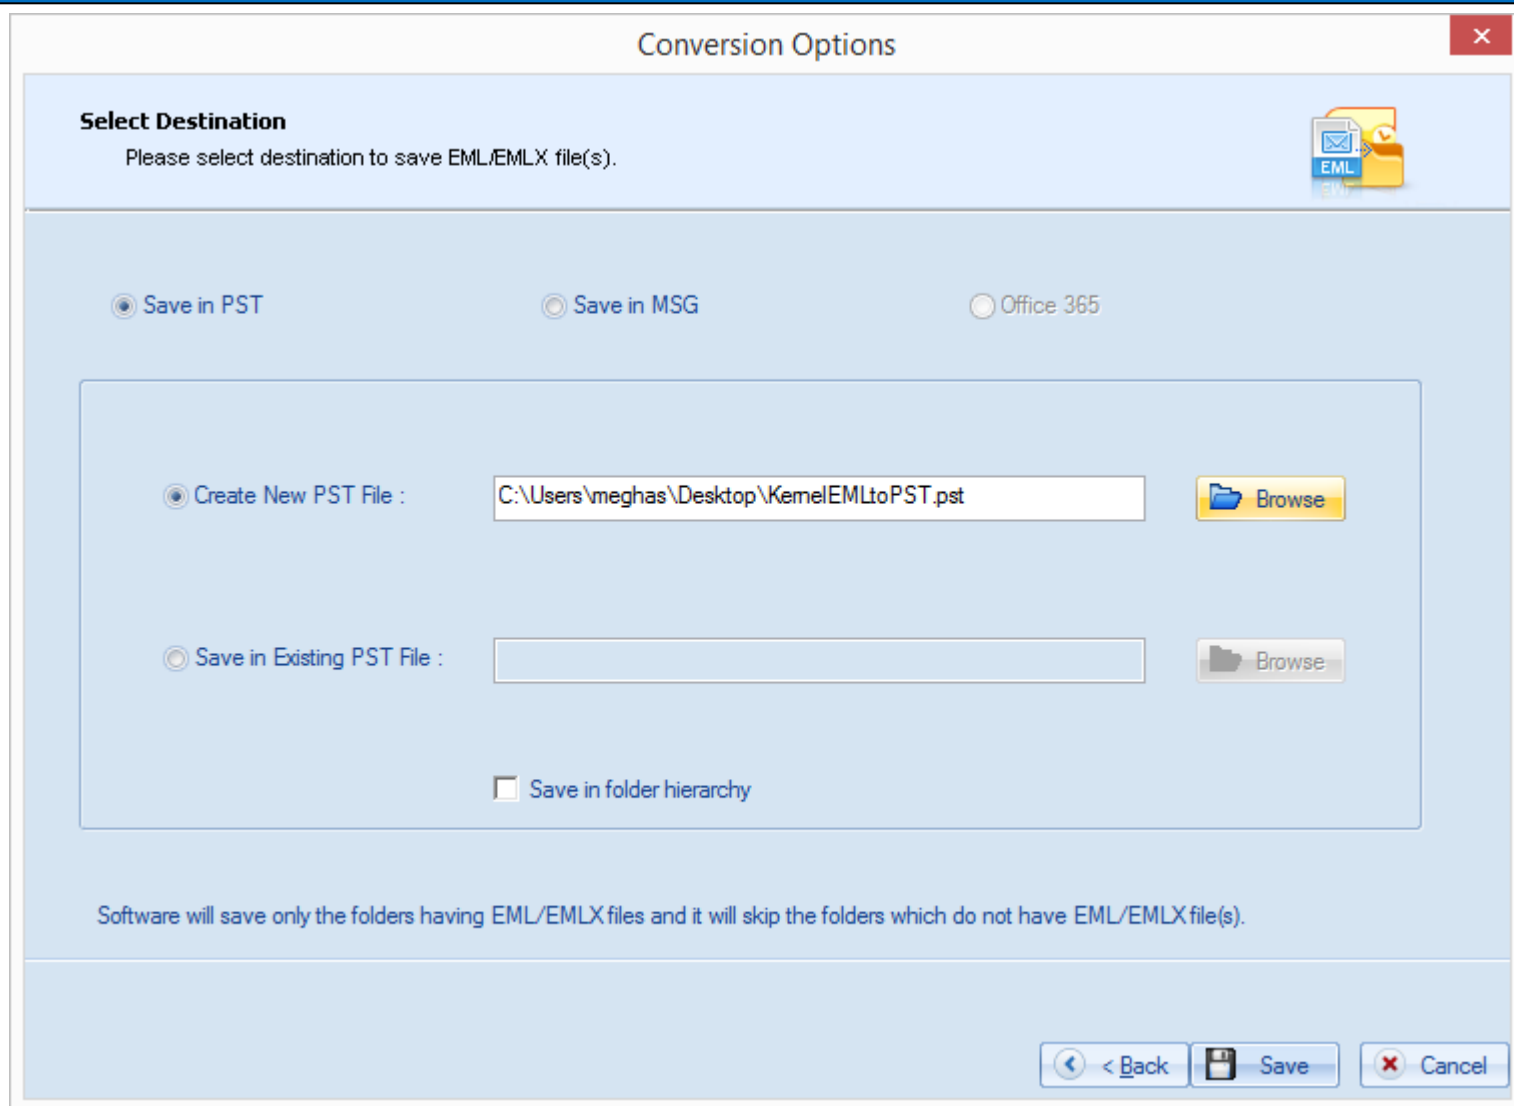 Conversion Options
Select Destination
Please select destination to save EML/EMLX file(s).
EML
Save in PST
Save in MSG
Office 365
Create New PST File :
C:\Users\meghas\Desktop\KernelEMLtoPST.pst
Browse
Save in Existing PST File :
Browse
Save in folder hierarchy
Software will save only the folders having EML/EMLX files and it will skip the folders which do not have EML/EMLX file(s).
< Back
Save
Cancel